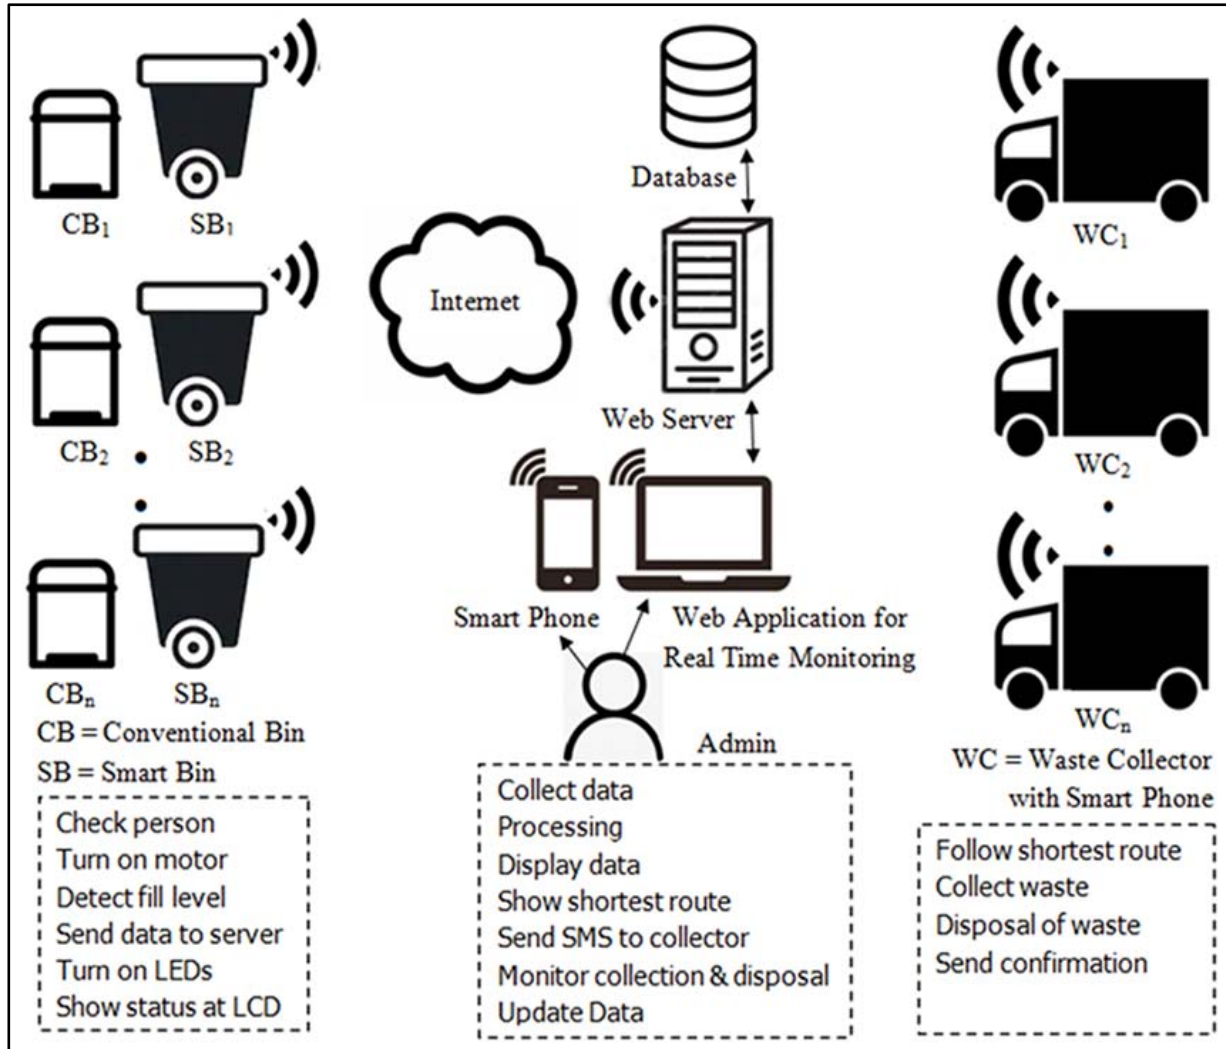 CB₁
SB₁
CB₂
SB₂
CBₙ
SBₙ
CB = Conventional Bin
SB = Smart Bin
Check person
Turn on motor
Detect fill level
Send data to server
Turn on LEDs
Show status at LCD
Database
Internet
Web Server
Smart Phone
Web Application for
Real Time Monitoring
Admin
Collect data
Processing
Display data
Show shortest route
Send SMS to collector
Monitor collection & disposal
Update Data
WC₁
WC₂
WCₙ
WC = Waste Collector
with Smart Phone
Follow shortest route
Collect waste
Disposal of waste
Send confirmation